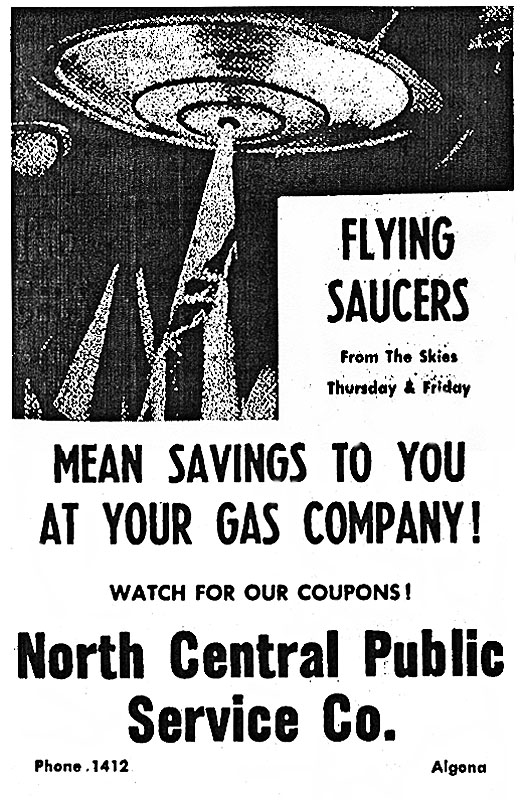 FLYING
SAUCERS
From The Skies
Thursday & Friday
MEAN SAVINGS TO YOU
AT YOUR GAS COMPANY!
WATCH FOR OUR COUPONS!
North Central Public
Service Co.
Phone 1412
Algona